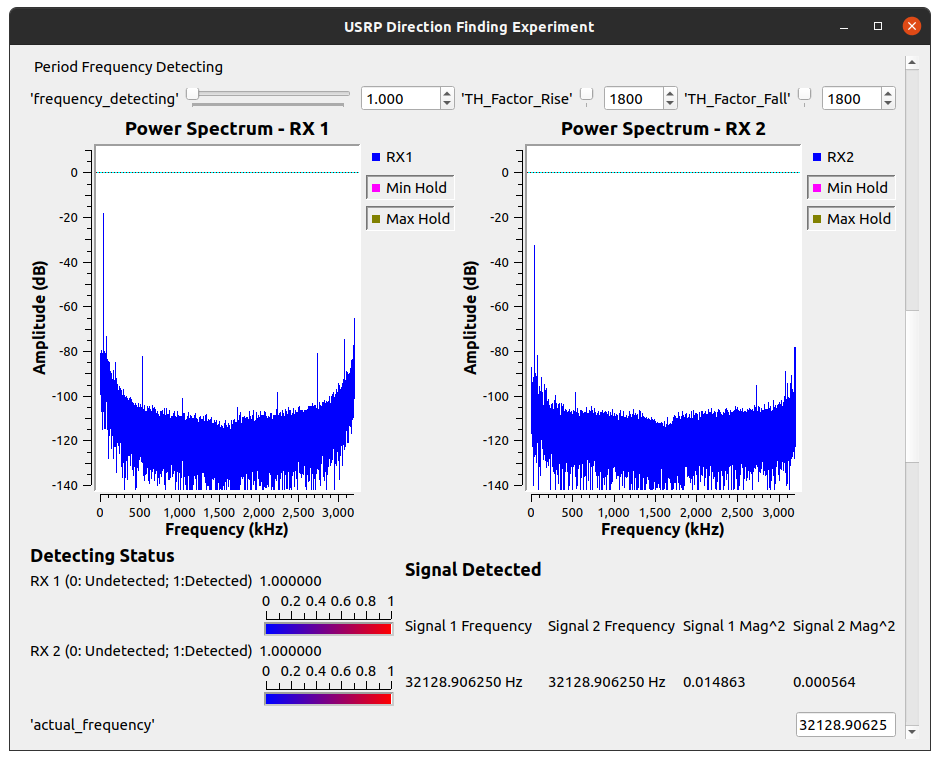 USRP Direction Finding Experiment
Period Frequency Detecting
'frequency_detecting' 1.000 'TH_Factor_Rise' 1800 'TH_Factor_Fall' 1800
Power Spectrum - RX 1
Amplitude (dB)
0
-20
-40
-60
-80
-100
-120
-140
0 500 1,000 1,500 2,000 2,500 3,000
Frequency (kHz)
RX1
Min Hold
Max Hold
Power Spectrum - RX 2
Amplitude (dB)
0
-20
-40
-60
-80
-100
-120
-140
0 500 1,000 1,500 2,000 2,500 3,000
Frequency (kHz)
RX2
Min Hold
Max Hold
Detecting Status
RX 1 (0: Undetected; 1:Detected) 1.000000
0 0.2 0.4 0.6 0.8 1
RX 2 (0: Undetected; 1:Detected) 1.000000
0 0.2 0.4 0.6 0.8 1
Signal Detected
Signal 1 Frequency Signal 2 Frequency Signal 1 Mag^2 Signal 2 Mag^2
32128.906250 Hz 32128.906250 Hz 0.014863 0.000564
'actual_frequency' 32128.90625